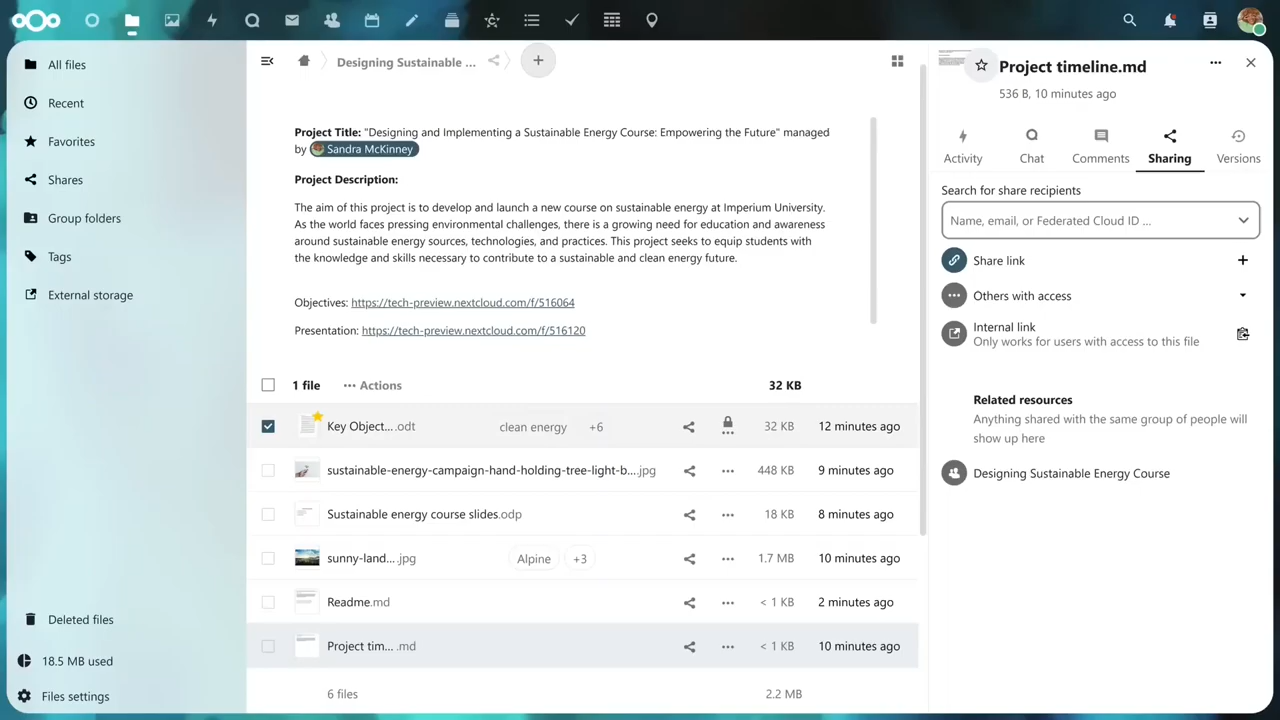 All files
Recent
Favorites
Shares
Group folders
Tags
External storage
Deleted files
18.5 MB used
Files settings
Designing Sustainable ...
Project Title: "Designing and Implementing a Sustainable Energy Course: Empowering the Future" managed
by Sandra McKinney
Project Description:
The aim of this project is to develop and launch a new course on sustainable energy at Imperium University.
As the world faces pressing environmental challenges, there is a growing need for education and awareness
around sustainable energy sources, technologies, and practices. This project seeks to equip students with
the knowledge and skills necessary to contribute to a sustainable and clean energy future.
Objectives: https://tech-preview.nextcloud.com/f/516064
Presentation: https://tech-preview.nextcloud.com/f/516120
1 file ··· Actions 32 KB
Key Object... .odt clean energy +6 32 KB 12 minutes ago
sustainable-energy-campaign-hand-holding-tree-light-b....jpg 448 KB 9 minutes ago
Sustainable energy course slides.odp 18 KB 8 minutes ago
sunny-land... .jpg Alpine +3 1.7 MB 10 minutes ago
Readme.md < 1 KB 2 minutes ago
Project tim... .md < 1 KB 10 minutes ago
6 files 2.2 MB
Project timeline.md
536 B, 10 minutes ago
Activity Chat Comments Sharing Versions
Search for share recipients
Name, email, or Federated Cloud ID ...
Share link
Others with access
Internal link
Only works for users with access to this file
Related resources
Anything shared with the same group of people will
show up here
Designing Sustainable Energy Course